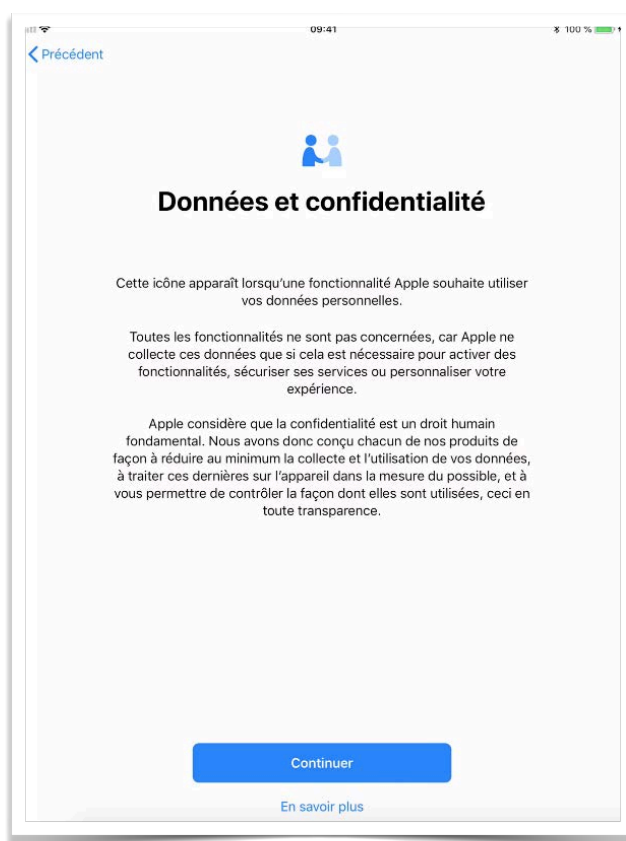 09:41
100 %
Précédent
Données et confidentialité
Cette icône apparaît lorsqu'une fonctionnalité Apple souhaite utiliser
vos données personnelles.
Toutes les fonctionnalités ne sont pas concernées, car Apple ne
collecte ces données que si cela est nécessaire pour activer des
fonctionnalités, sécuriser ses services ou personnaliser votre
expérience.
Apple considère que la confidentialité est un droit humain
fondamental. Nous avons donc conçu chacun de nos produits de
façon à réduire au minimum la collecte et l'utilisation de vos données,
à traiter ces dernières sur l'appareil dans la mesure du possible, et à
vous permettre de contrôler la façon dont elles sont utilisées, ceci en
toute transparence.
Continuer
En savoir plus